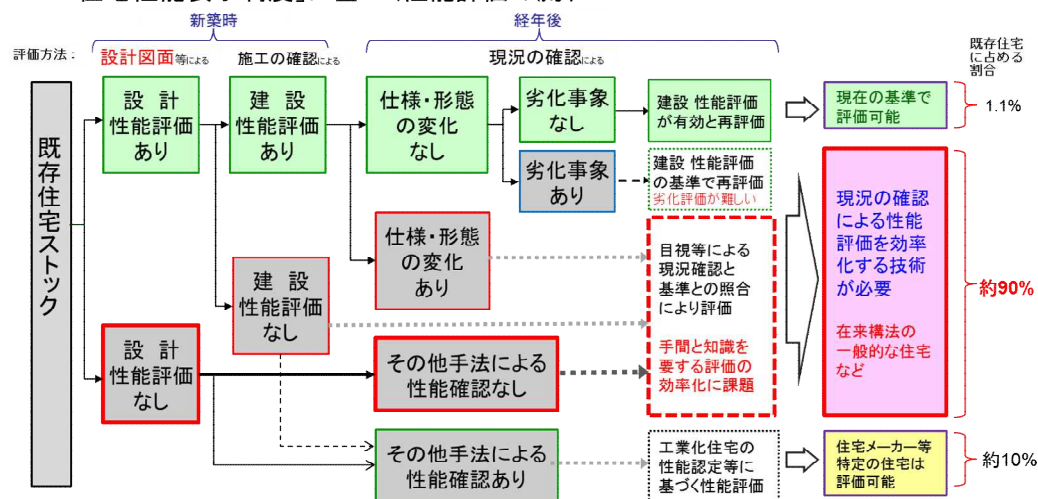 新築時
経年後
評価方法：
設計図面等による
施工の確認による
現況の確認による
既存住宅
に占める
割合
既存住宅ストック
設 計
性能評価
あり
建 設
性能評価
あり
仕様・形態
の変化
なし
劣化事象
なし
建設 性能評価
が有効と再評価
現在の基準で
評価可能
1.1%
劣化事象
あり
建設 性能評価
の基準で再評価
劣化評価が難しい
仕様・形態
の変化
あり
建 設
性能評価
なし
目視等による
現況確認と
基準との照合
により評価
手間と知識を
要する評価の
効率化に課題
現況の確認
による性能
評価を効率
化する技術
が必要
在来構法の
一般的な住宅
など
約90%
設 計
性能評価
なし
その他手法による
性能確認なし
その他手法による
性能確認あり
工業化住宅の
性能認定等に
基づく性能評価
住宅メーカー等
特定の住宅は
評価可能
約10%